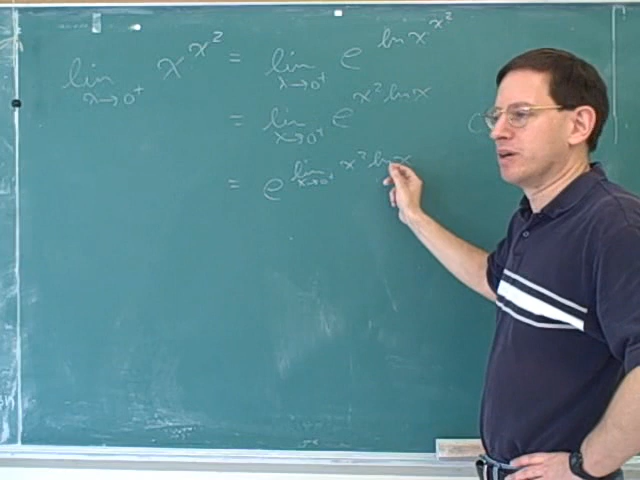 lim x→0⁺ x^x² = lim x→0⁺ e^ln x^x²
= lim x→0⁺ e^x² ln x
= e^lim x→0⁺ x² ln x